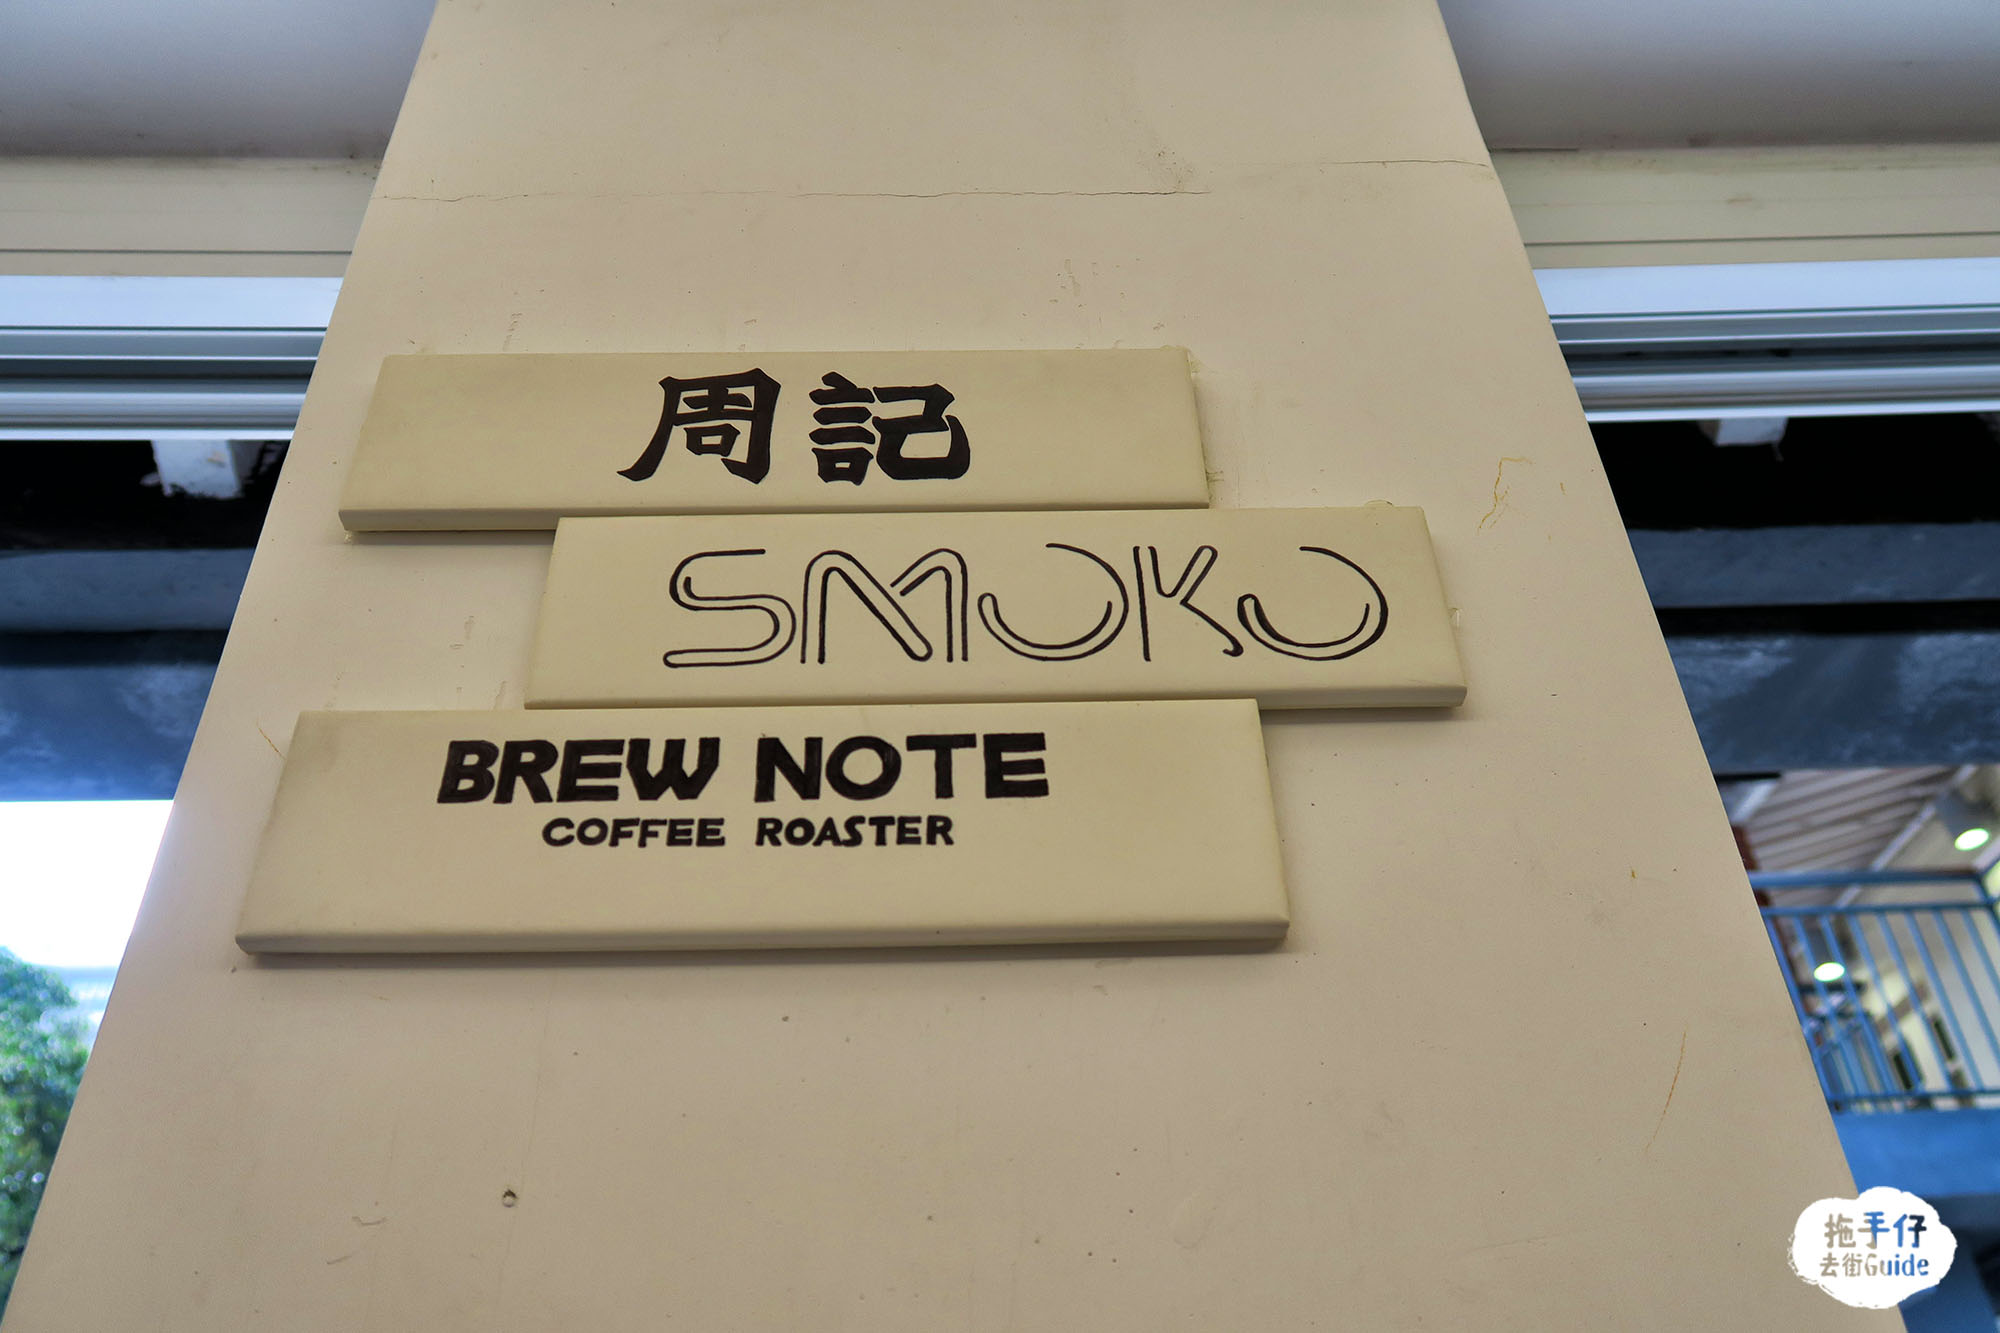 周記
SMOKO
BREW NOTE
COFFEE ROASTER
拖手仔
去街Guide